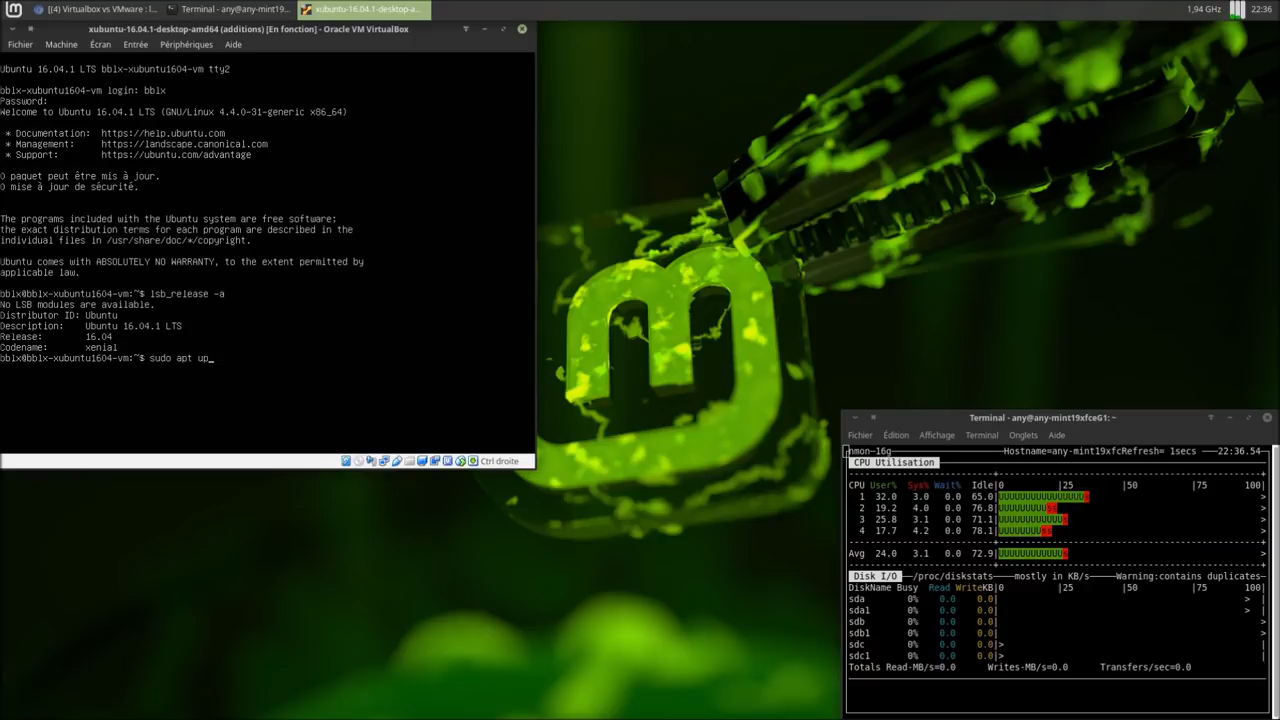 [(4) Virtualbox vs VMware : l...
Terminal - any@any-mint19...
xubuntu-16.04.1-desktop-a...
1,94 GHz
22:36
xubuntu-16.04.1-desktop-amd64 (additions) [En fonction] - Oracle VM VirtualBox
Fichier Machine Écran Entrée Périphériques Aide
Ubuntu 16.04.1 LTS bblx-xubuntu1604-vm tty2
bblx-xubuntu1604-vm login: bblx
Password:
Welcome to Ubuntu 16.04.1 LTS (GNU/Linux 4.4.0-31-generic x86_64)
* Documentation: https://help.ubuntu.com
* Management: https://landscape.canonical.com
* Support: https://ubuntu.com/advantage
0 paquet peut être mis à jour.
0 mise à jour de sécurité.
The programs included with the Ubuntu system are free software;
the exact distribution terms for each program are described in the
individual files in /usr/share/doc/*/copyright.
Ubuntu comes with ABSOLUTELY NO WARRANTY, to the extent permitted by
applicable law.
bblx@bblx-xubuntu1604-vm:~$ lsb_release -a
No LSB modules are available.
Distributor ID: Ubuntu
Description: Ubuntu 16.04.1 LTS
Release: 16.04
Codename: xenial
bblx@bblx-xubuntu1604-vm:~$ sudo apt up_
Ctrl droite
Terminal - any@any-mint19xfceG1: ~
Fichier Édition Affichage Terminal Onglets Aide
nmon-16g Hostname=any-mint19xfcRefresh= 1secs 22:36.54
CPU Utilisation
CPU User% Sys% Wait% Idle|0 |25 |50 |75 100|
1 32.0 3.0 0.0 65.0|UUUUUUUUUUUUUUUUs >
2 19.2 4.0 0.0 76.8|UUUUUUUUUss >
3 25.8 3.1 0.0 71.1|UUUUUUUUUUUUs >
4 17.7 4.2 0.0 78.1|UUUUUUUUss >
Avg 24.0 3.1 0.0 72.9|UUUUUUUUUUUUs >
Disk I/O /proc/diskstats mostly in KB/s Warning:contains duplicates
DiskName Busy Read WriteKB|0 |25 |50 |75 100|
sda 0% 0.0 0.0| > |
sda1 0% 0.0 0.0| > |
sdb 0% 0.0 0.0| >
sdb1 0% 0.0 0.0| >
sdc 0% 0.0 0.0|> |
sdc1 0% 0.0 0.0|> |
Totals Read-MB/s=0.0 Writes-MB/s=0.0 Transfers/sec=0.0